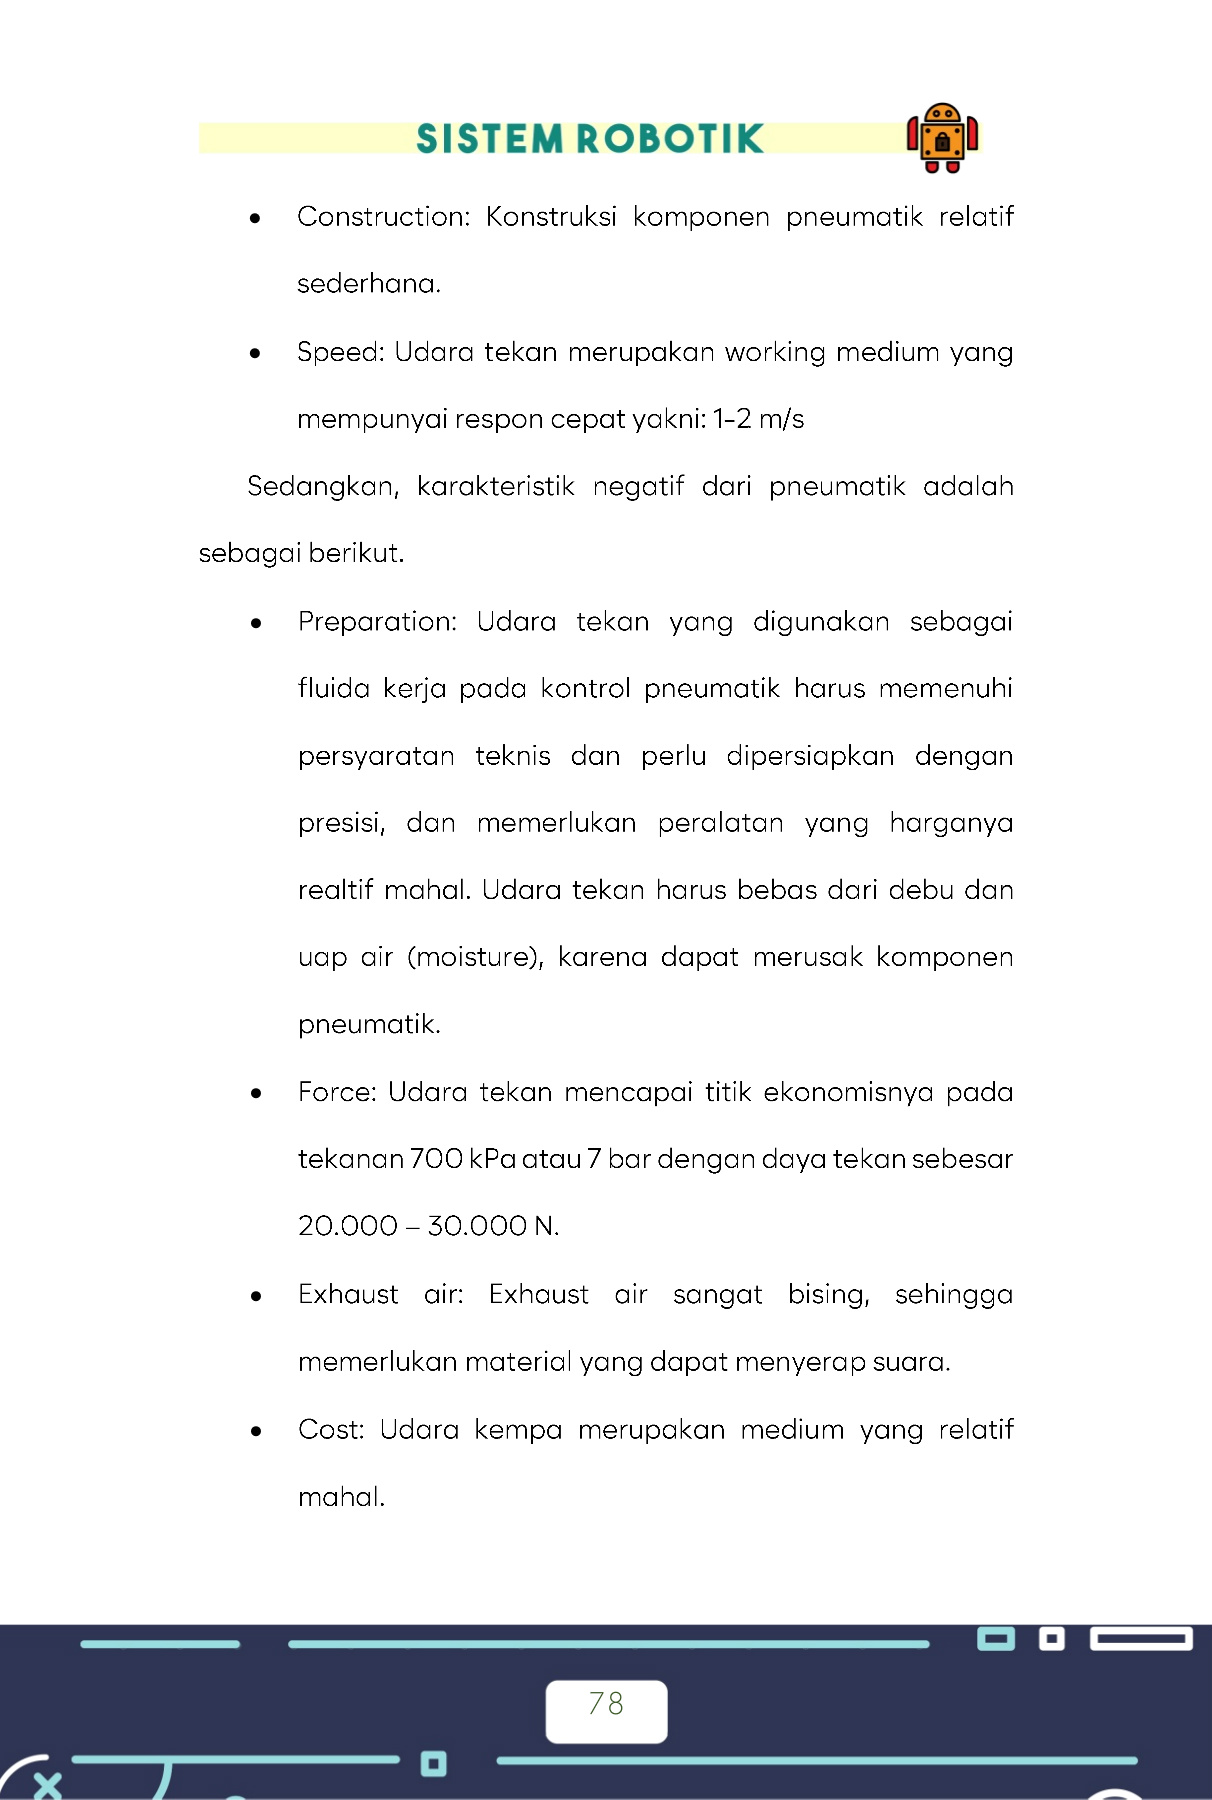 SISTEM ROBOTIK
• Construction: Konstruksi komponen pneumatik relatif
sederhana.
• Speed: Udara tekan merupakan working medium yang
mempunyai respon cepat yakni: 1-2 m/s
Sedangkan, karakteristik negatif dari pneumatik adalah
sebagai berikut.
• Preparation: Udara tekan yang digunakan sebagai
fluida kerja pada kontrol pneumatik harus memenuhi
persyaratan teknis dan perlu dipersiapkan dengan
presisi, dan memerlukan peralatan yang harganya
realtif mahal. Udara tekan harus bebas dari debu dan
uap air (moisture), karena dapat merusak komponen
pneumatik.
• Force: Udara tekan mencapai titik ekonomisnya pada
tekanan 700 kPa atau 7 bar dengan daya tekan sebesar
20.000 – 30.000 N.
• Exhaust air: Exhaust air sangat bising, sehingga
memerlukan material yang dapat menyerap suara.
• Cost: Udara kempa merupakan medium yang relatif
mahal.
78